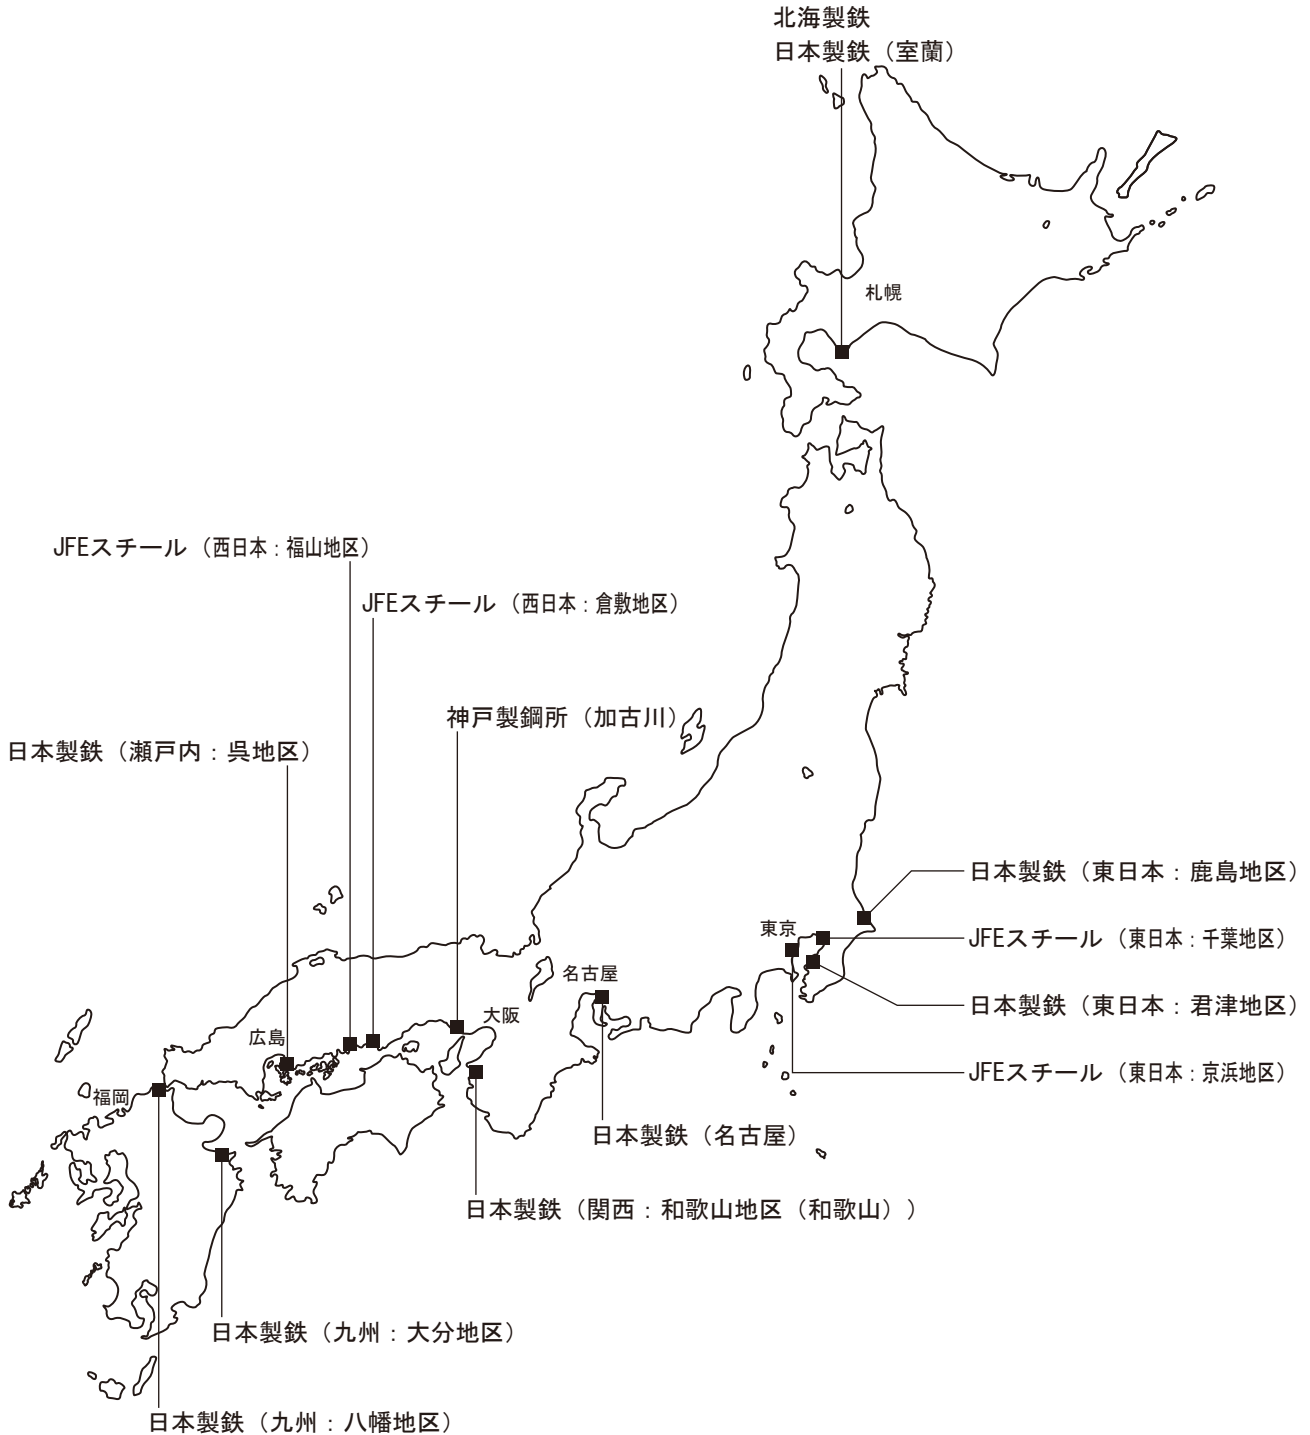 北海製鉄
日本製鉄（室蘭）
札幌
JFEスチール（西日本：福山地区）
JFEスチール（西日本：倉敷地区）
神戸製鋼所（加古川）
日本製鉄（瀬戸内：呉地区）
日本製鉄（東日本：鹿島地区）
東京
JFEスチール（東日本：千葉地区）
名古屋
日本製鉄（東日本：君津地区）
大阪
広島
JFEスチール（東日本：京浜地区）
福岡
日本製鉄（名古屋）
日本製鉄（関西：和歌山地区（和歌山））
日本製鉄（九州：大分地区）
日本製鉄（九州：八幡地区）